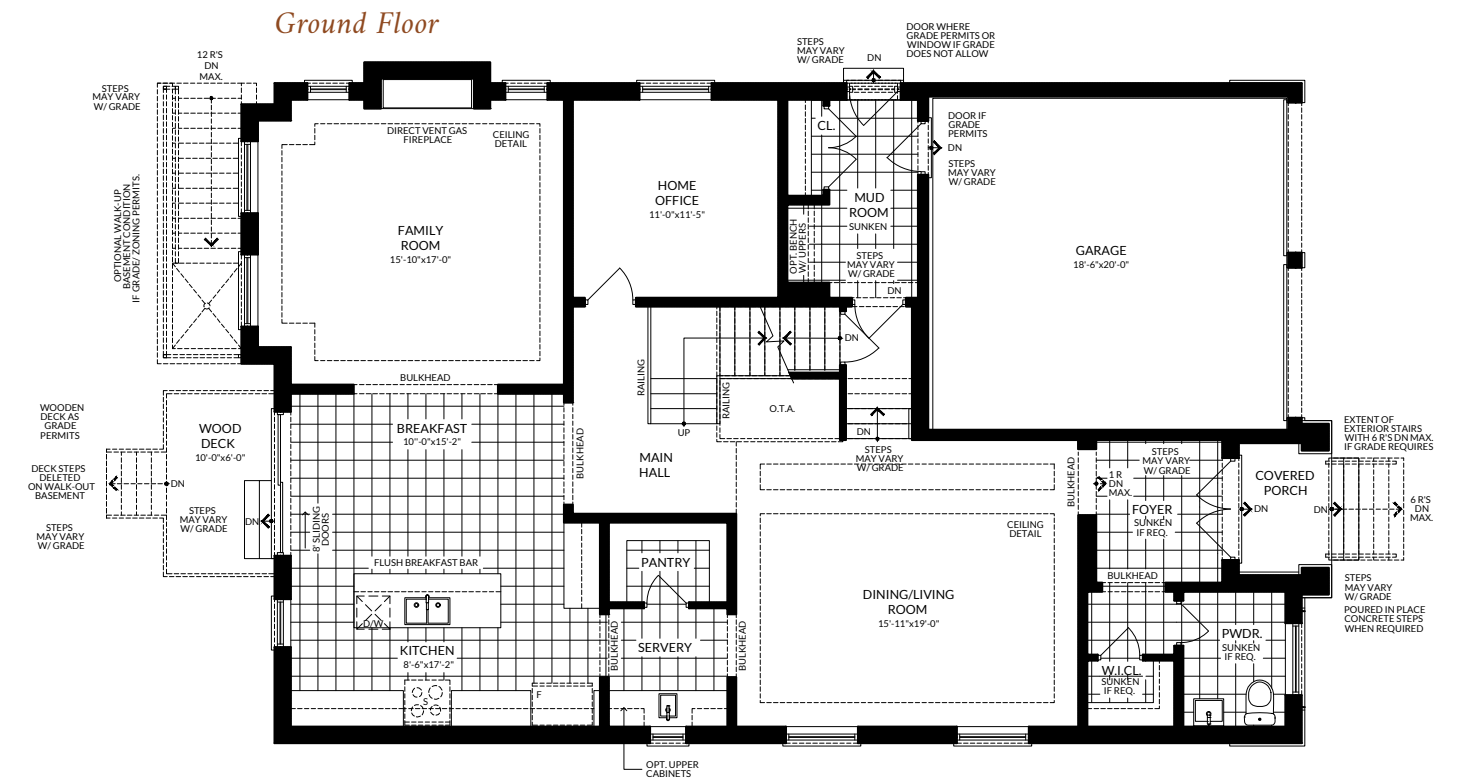 Ground Floor
12 R'S
DN
MAX.
STEPS
MAY VARY
W/ GRADE
OPTIONAL WALK-UP
BASEMENT CONDITION
IF GRADE/ ZONING PERMITS.
DIRECT VENT GAS
FIREPLACE
CEILING
DETAIL
FAMILY
ROOM
15'-10"x17'-0"
HOME
OFFICE
11'-0"x11'-5"
STEPS
MAY VARY
W/ GRADE
DN
DOOR WHERE
GRADE PERMITS OR
WINDOW IF GRADE
DOES NOT ALLOW
CL.
DOOR IF
GRADE
PERMITS
DN
STEPS
MAY VARY
W/ GRADE
MUD
ROOM
SUNKEN
OPT. BENCH
W/ UPPERS
STEPS
MAY VARY
W/ GRADE
DN
GARAGE
18'-6"x20'-0"
DN
RAILING
RAILING
UP
O.T.A.
DN
STEPS
MAY VARY
W/ GRADE
BULKHEAD
BREAKFAST
10"-0"x15'-2"
BULKHEAD
MAIN
HALL
WOODEN
DECK AS
GRADE
PERMITS
WOOD
DECK
10'-0"x6'-0"
DECK STEPS
DELETED
ON WALK-OUT
BASEMENT
DN
STEPS
MAY VARY
W/ GRADE
STEPS
MAY VARY
W/ GRADE
DN
8' SLIDING
DOORS
FLUSH BREAKFAST BAR
D/W
KITCHEN
8'-6"x17'-2"
S
F
PANTRY
SERVERY
BULKHEAD
BULKHEAD
OPT. UPPER
CABINETS
CEILING
DETAIL
DINING/LIVING
ROOM
15'-11"x19'-0"
BULKHEAD
1 R
DN
MAX.
STEPS
MAY VARY
W/ GRADE
FOYER
SUNKEN
IF REQ.
DN
COVERED
PORCH
DN
EXTENT OF
EXTERIOR STAIRS
WITH 6 R'S DN MAX.
IF GRADE REQUIRES
6 R'S
DN
MAX.
BULKHEAD
W.I.CL.
SUNKEN
IF REQ.
PWDR.
SUNKEN
IF REQ.
STEPS
MAY VARY
W/ GRADE
POURED IN PLACE
CONCRETE STEPS
WHEN REQUIRED